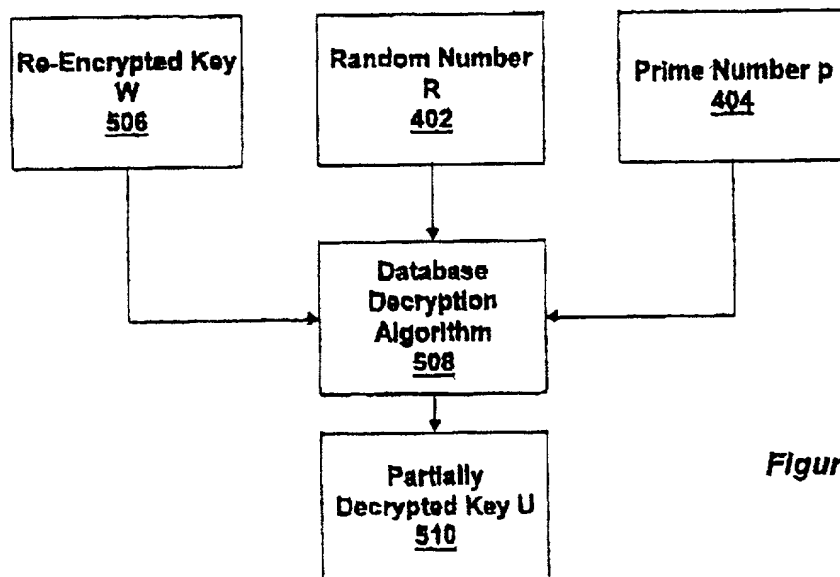 Re-Encrypted Key
W
506
Random Number
R
402
Prime Number p
404
Database
Decryption
Algorithm
508
Partially
Decrypted Key U
510
Figur